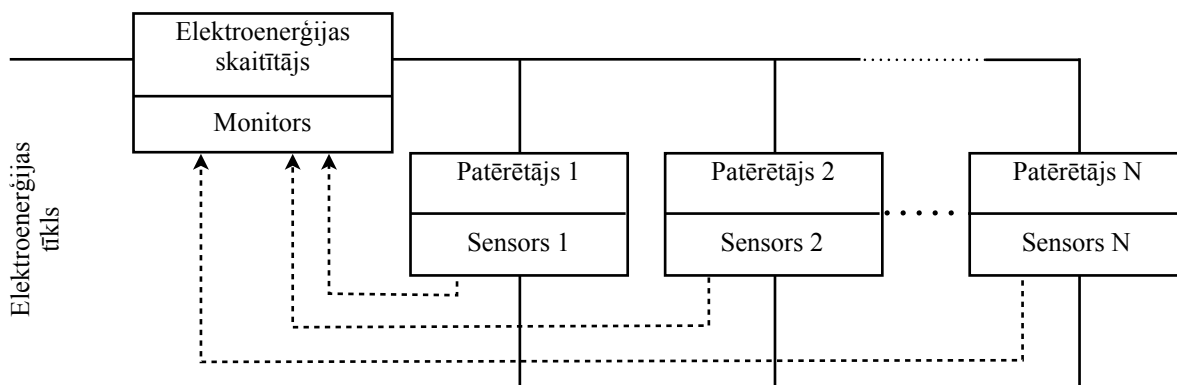 Elektroenerģijas
skaitītājs
Monitors
Elektroenerģijas
tīkls
Patērētājs 1
Sensors 1
Patērētājs 2
Sensors 2
Patērētājs N
Sensors N